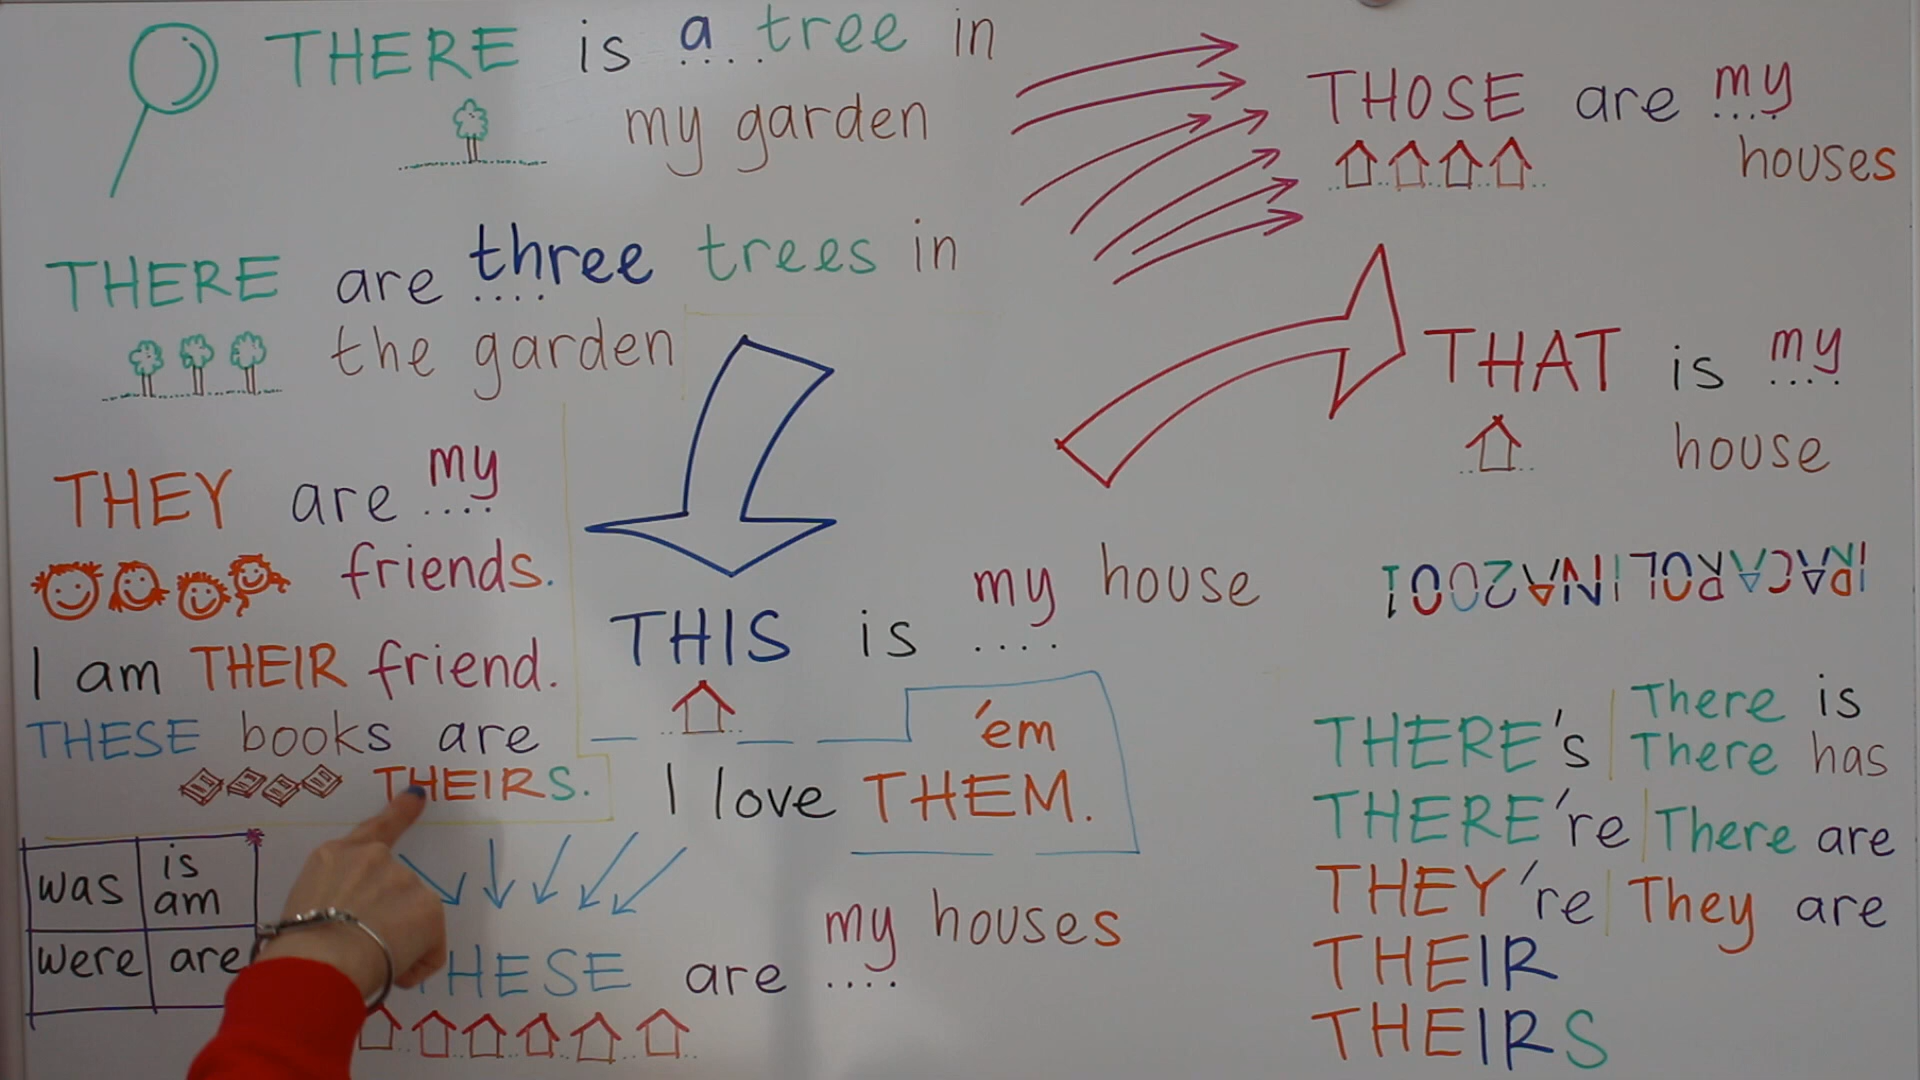 THERE is a tree in
my garden
THERE are three trees in
the garden
THEY are my
friends.
I am THEIR friend.
THESE books are
THEIRS.
was is
am
were are
THIS is my house
'em
I love THEM.
THESE are my houses
THOSE are my
houses
THAT is my
house
IRACAROLINA2001
THERE's There is
There has
THERE're There are
THEY're They are
THEIR
THEIRS